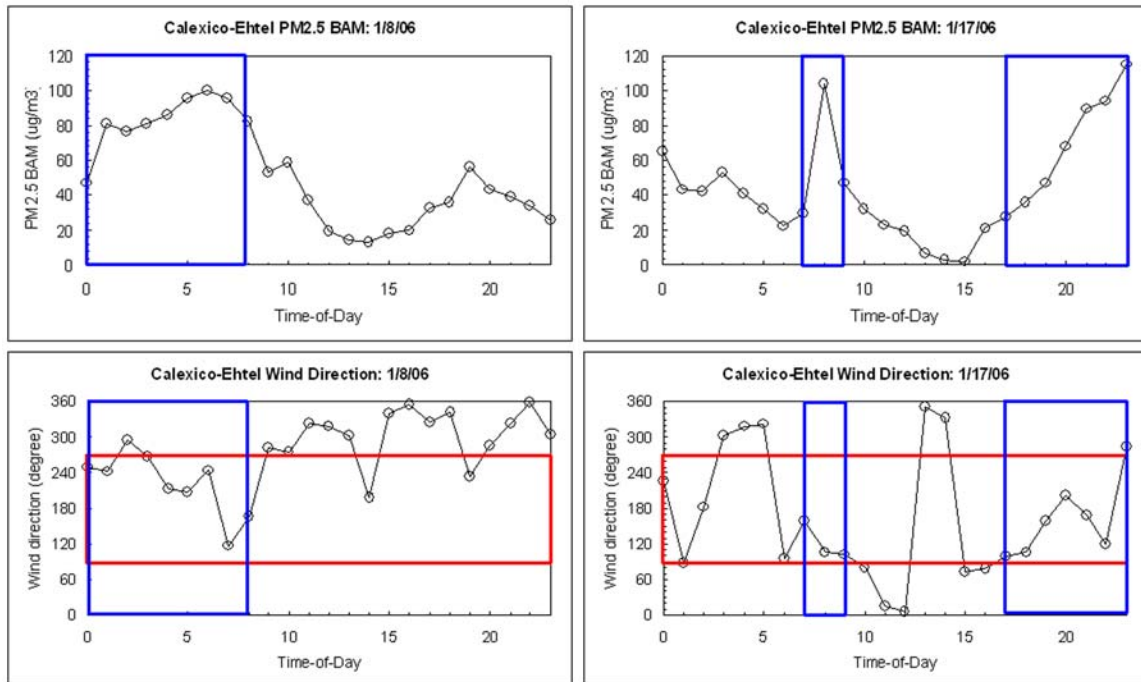 Calexico-Ehtel PM2.5 BAM: 1/8/06
120
100
80
60
40
20
0
PM2.5 BAM (ug/m3)
0 5 10 15 20
Time-of-Day
Calexico-Ehtel PM2.5 BAM: 1/17/06
120
100
80
60
40
20
0
PM2.5 BAM (ug/m3)
0 5 10 15 20
Time-of-Day
Calexico-Ehtel Wind Direction: 1/8/06
360
300
240
180
120
60
0
Wind direction (degree)
0 5 10 15 20
Time-of-Day
Calexico-Ehtel Wind Direction: 1/17/06
360
300
240
180
120
60
0
Wind direction (degree)
0 5 10 15 20
Time-of-Day